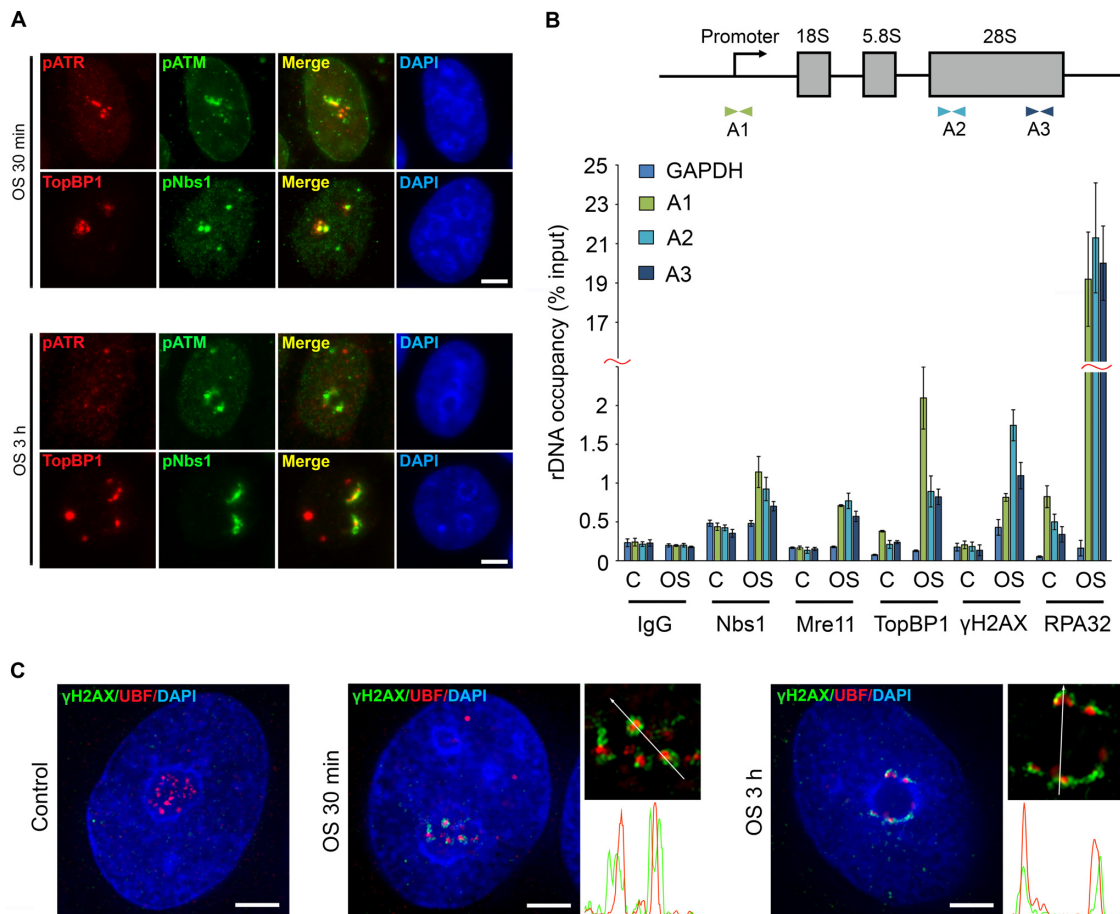 A
OS 30 min
pATR pATM Merge DAPI
TopBP1 pNbs1 Merge DAPI
OS 3 h
pATR pATM Merge DAPI
TopBP1 pNbs1 Merge DAPI
B
Promoter 18S 5.8S 28S
A1 A2 A3
rDNA occupancy (% input)
25
23
21
19
17
2
1.5
1
0.5
0
GAPDH
A1
A2
A3
C OS C OS C OS C OS C OS C OS
IgG Nbs1 Mre11 TopBP1 γH2AX RPA32
C
Control
γH2AX/UBF/DAPI
OS 30 min
γH2AX/UBF/DAPI
OS 3 h
γH2AX/UBF/DAPI